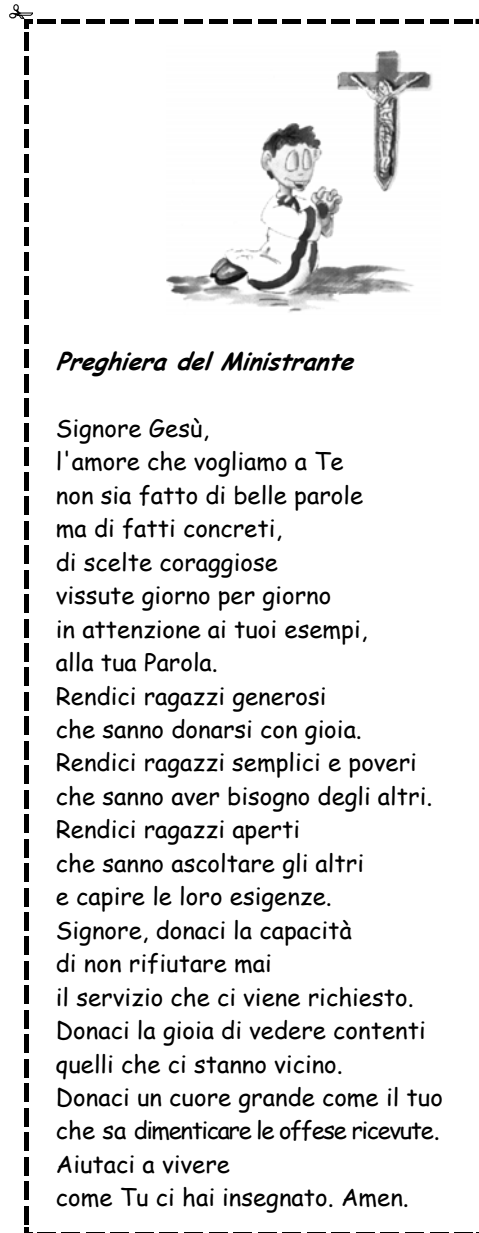 Preghiera del Ministrante
Signore Gesù,
l'amore che vogliamo a Te
non sia fatto di belle parole
ma di fatti concreti,
di scelte coraggiose
vissute giorno per giorno
in attenzione ai tuoi esempi,
alla tua Parola.
Rendici ragazzi generosi
che sanno donarsi con gioia.
Rendici ragazzi semplici e poveri
che sanno aver bisogno degli altri.
Rendici ragazzi aperti
che sanno ascoltare gli altri
e capire le loro esigenze.
Signore, donaci la capacità
di non rifiutare mai
il servizio che ci viene richiesto.
Donaci la gioia di vedere contenti
quelli che ci stanno vicino.
Donaci un cuore grande come il tuo
che sa dimenticare le offese ricevute.
Aiutaci a vivere
come Tu ci hai insegnato. Amen.